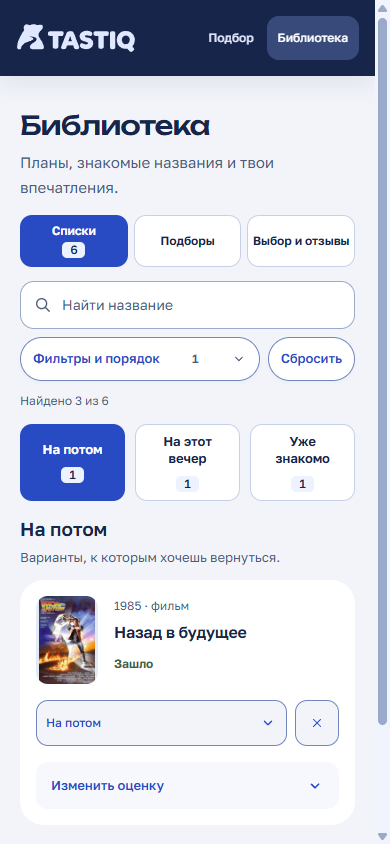 TASTIQ
Подбор
Библиотека
Библиотека
Планы, знакомые названия и твои
впечатления.
Списки
6
Подборы
Выбор и отзывы
Найти название
Фильтры и порядок 1
Сбросить
Найдено 3 из 6
На потом
1
На этот
вечер
1
Уже
знакомо
1
На потом
Варианты, к которым хочешь вернуться.
1985 · фильм
Назад в будущее
Зашло
На потом
Изменить оценку